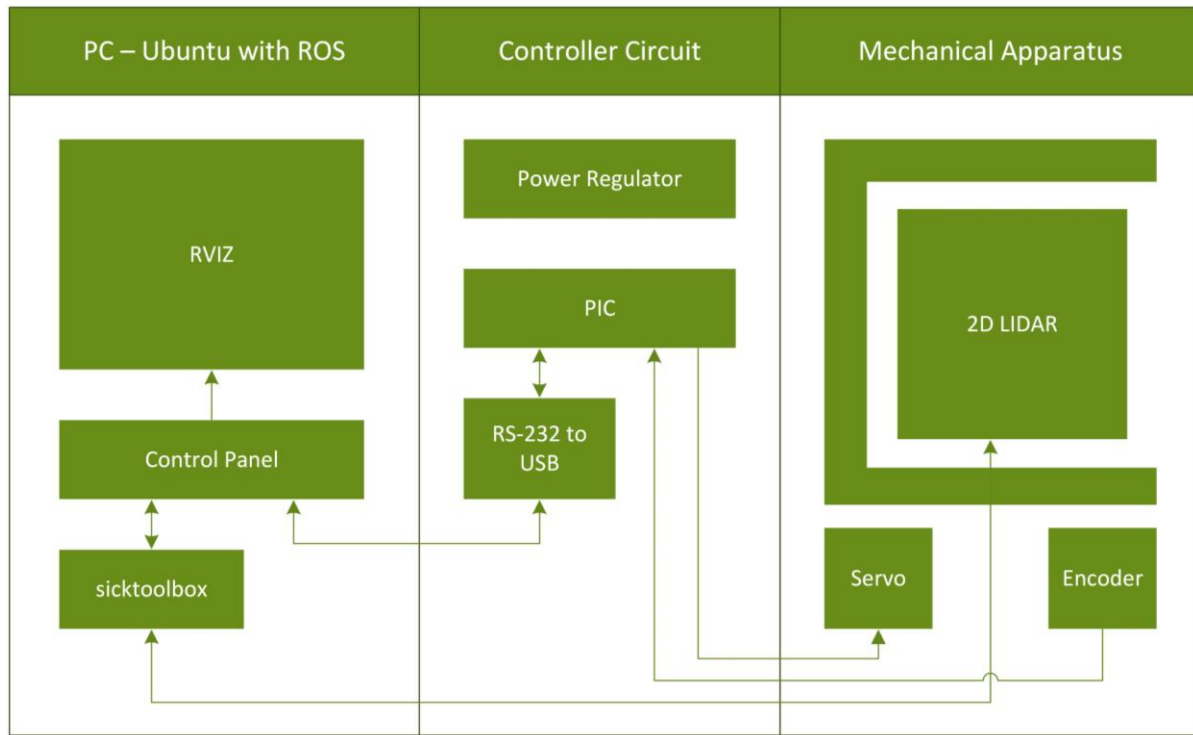 PC – Ubuntu with ROS
Controller Circuit
Mechanical Apparatus
RVIZ
Control Panel
sicktoolbox
Power Regulator
PIC
RS-232 to
USB
2D LIDAR
Servo
Encoder